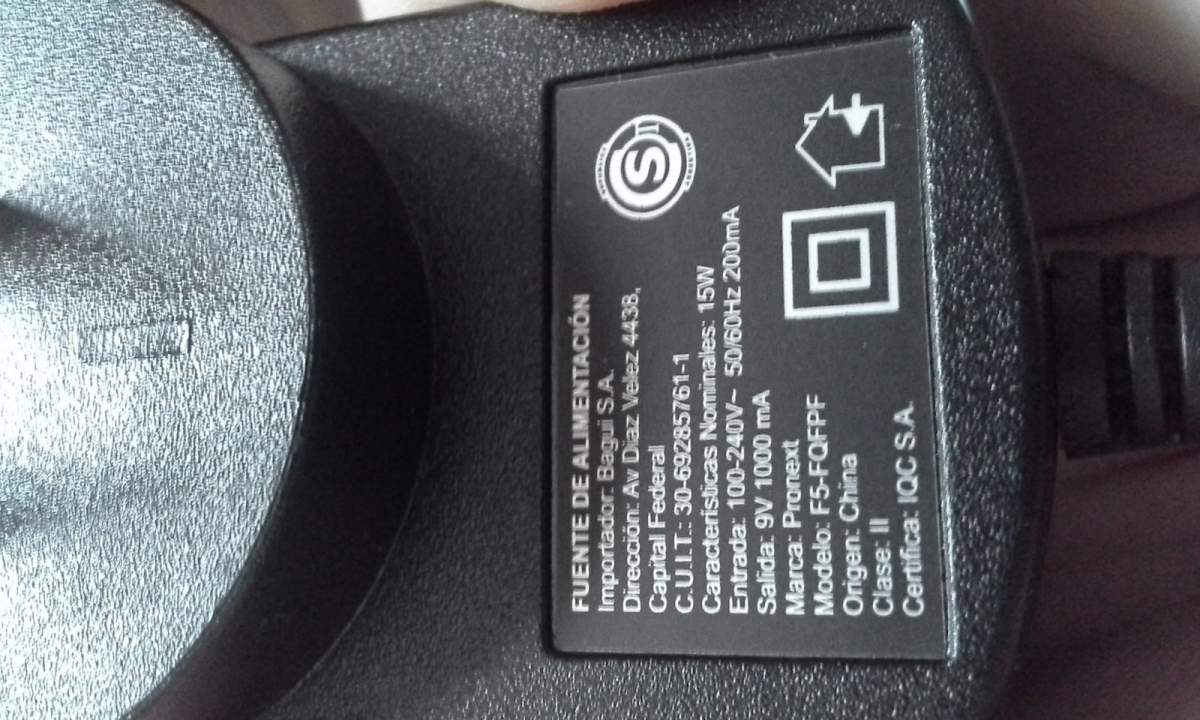 FUENTE DE ALIMENTACIÓN
Importador: Bagui S.A.
Dirección: Av Diaz Velez 4438,
Capital Federal
C.U.I.T.: 30-69285761-1
Características Nominales: 15W
Entrada: 100-240V~ 50/60Hz 200mA
Salida: 9V 1000 mA
Marca: Pronext
Modelo: F5-FQFPF
Origen: China
Clase: II
Certifica: IQC S.A.
S